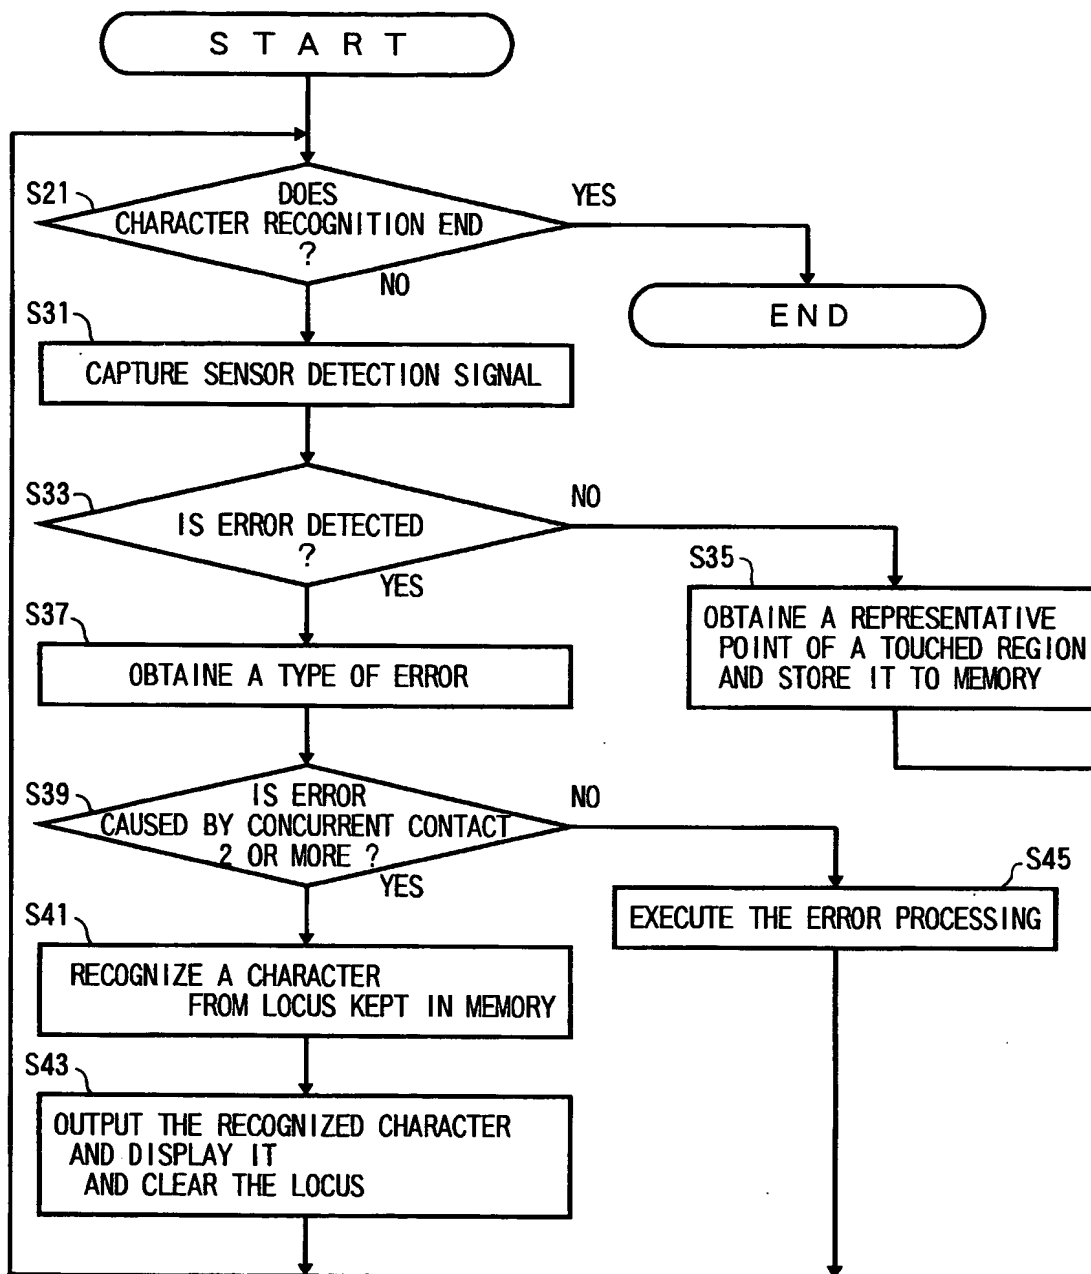 START
S21
DOES
CHARACTER RECOGNITION END
?
YES
NO
END
S31
CAPTURE SENSOR DETECTION SIGNAL
S33
IS ERROR DETECTED
?
NO
YES
S35
OBTAINE A REPRESENTATIVE
POINT OF A TOUCHED REGION
AND STORE IT TO MEMORY
S37
OBTAINE A TYPE OF ERROR
S39
IS ERROR
CAUSED BY CONCURRENT CONTACT
2 OR MORE ?
NO
YES
S45
EXECUTE THE ERROR PROCESSING
S41
RECOGNIZE A CHARACTER
FROM LOCUS KEPT IN MEMORY
S43
OUTPUT THE RECOGNIZED CHARACTER
AND DISPLAY IT
AND CLEAR THE LOCUS